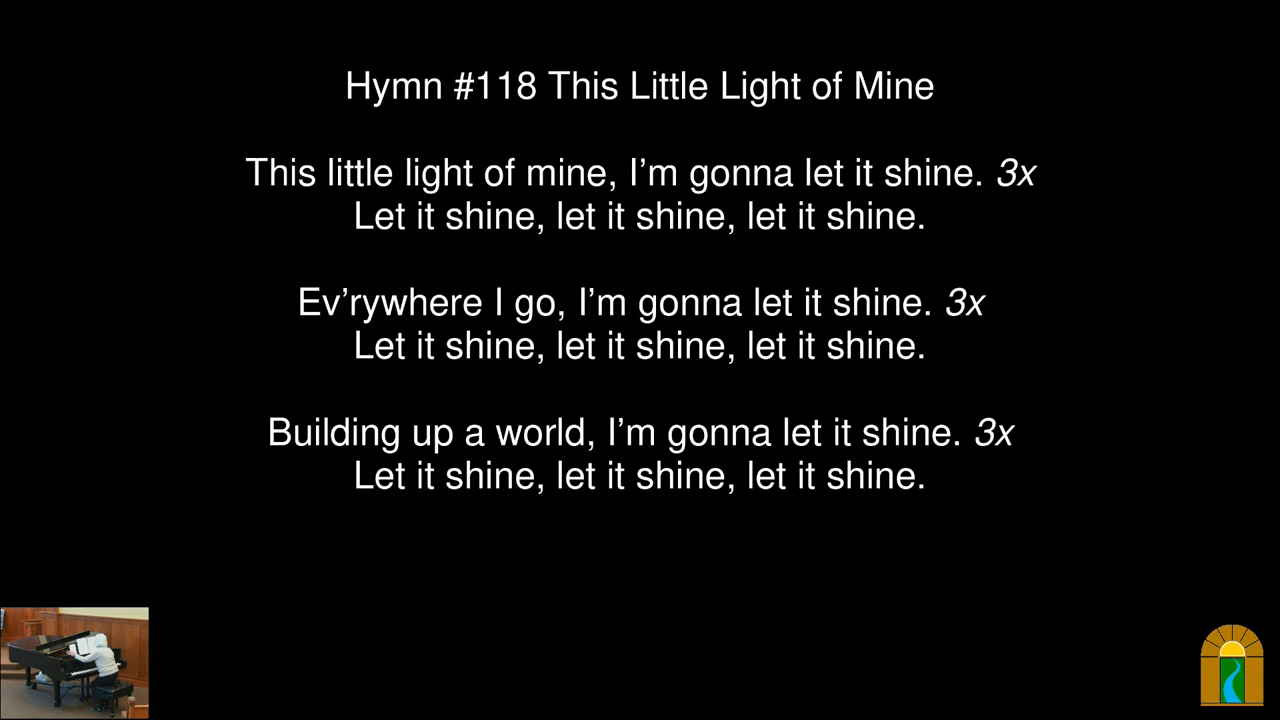 Hymn #118 This Little Light of Mine
This little light of mine, I’m gonna let it shine. 3x
Let it shine, let it shine, let it shine.
Ev’rywhere I go, I’m gonna let it shine. 3x
Let it shine, let it shine, let it shine.
Building up a world, I’m gonna let it shine. 3x
Let it shine, let it shine, let it shine.